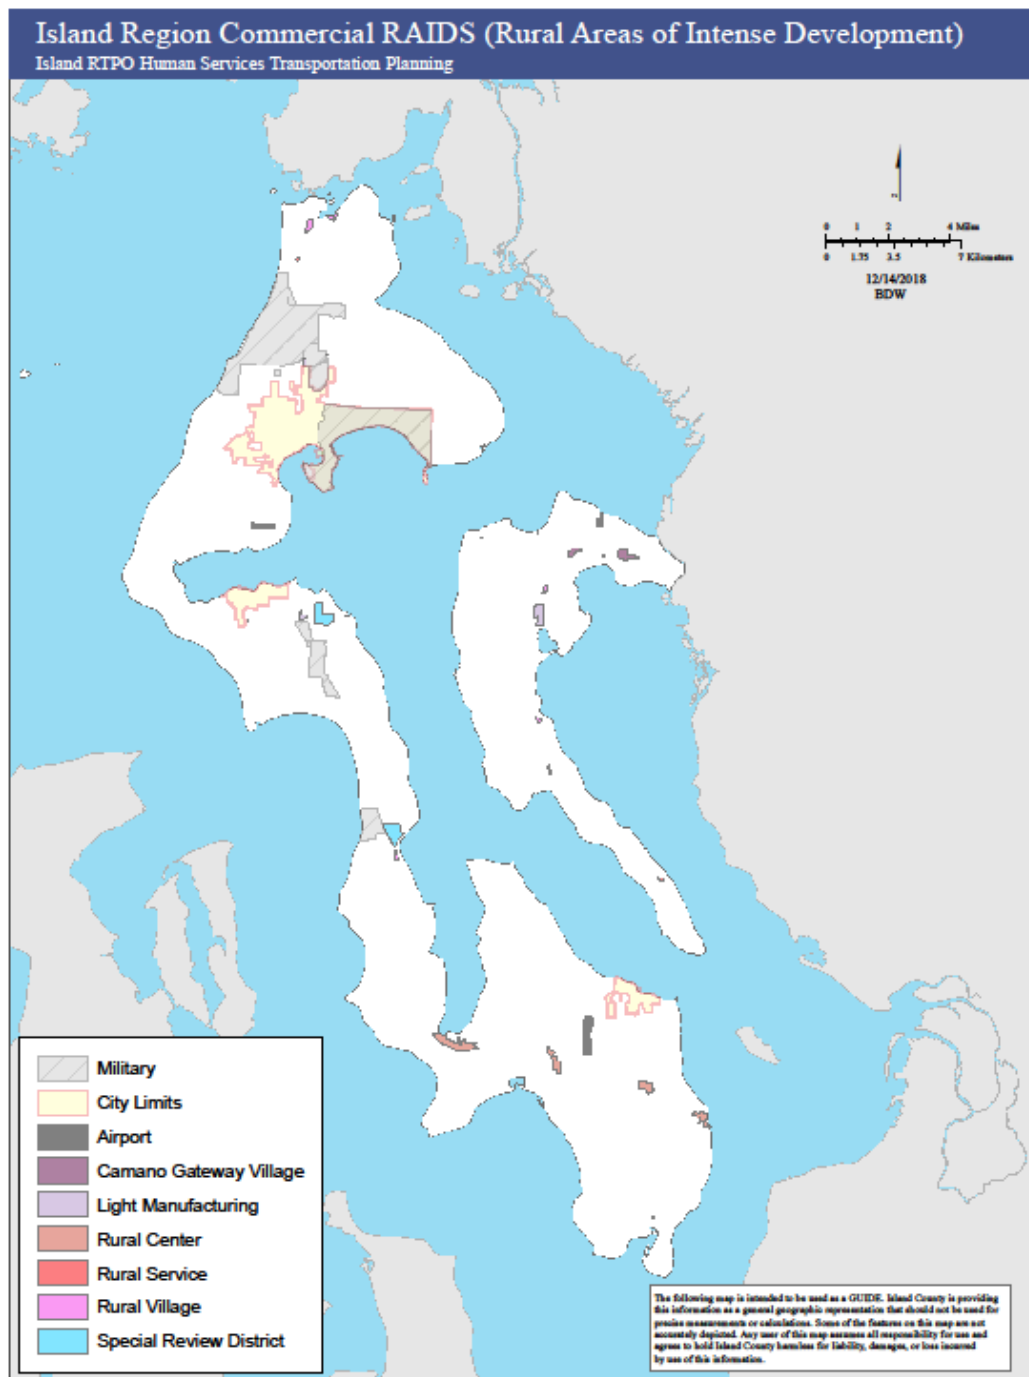 Island Region Commercial RAIDS (Rural Areas of Intense Development)
Island RTPO Human Services Transportation Planning
0 1 2 4 Miles
0 1.75 3.5 7 Kilometers
12/14/2018
BDW
Military
City Limits
Airport
Camano Gateway Village
Light Manufacturing
Rural Center
Rural Service
Rural Village
Special Review District
The following map is intended to be used as a GUIDE. Island County is providing
this information as a general geographic representation that should not be used for
precise measurements or calculations. Some of the features on this map are not
accurately depicted. Any user of this map assumes all responsibility for use and
agrees to hold Island County harmless for liability, damages, or loss incurred
by use of this information.